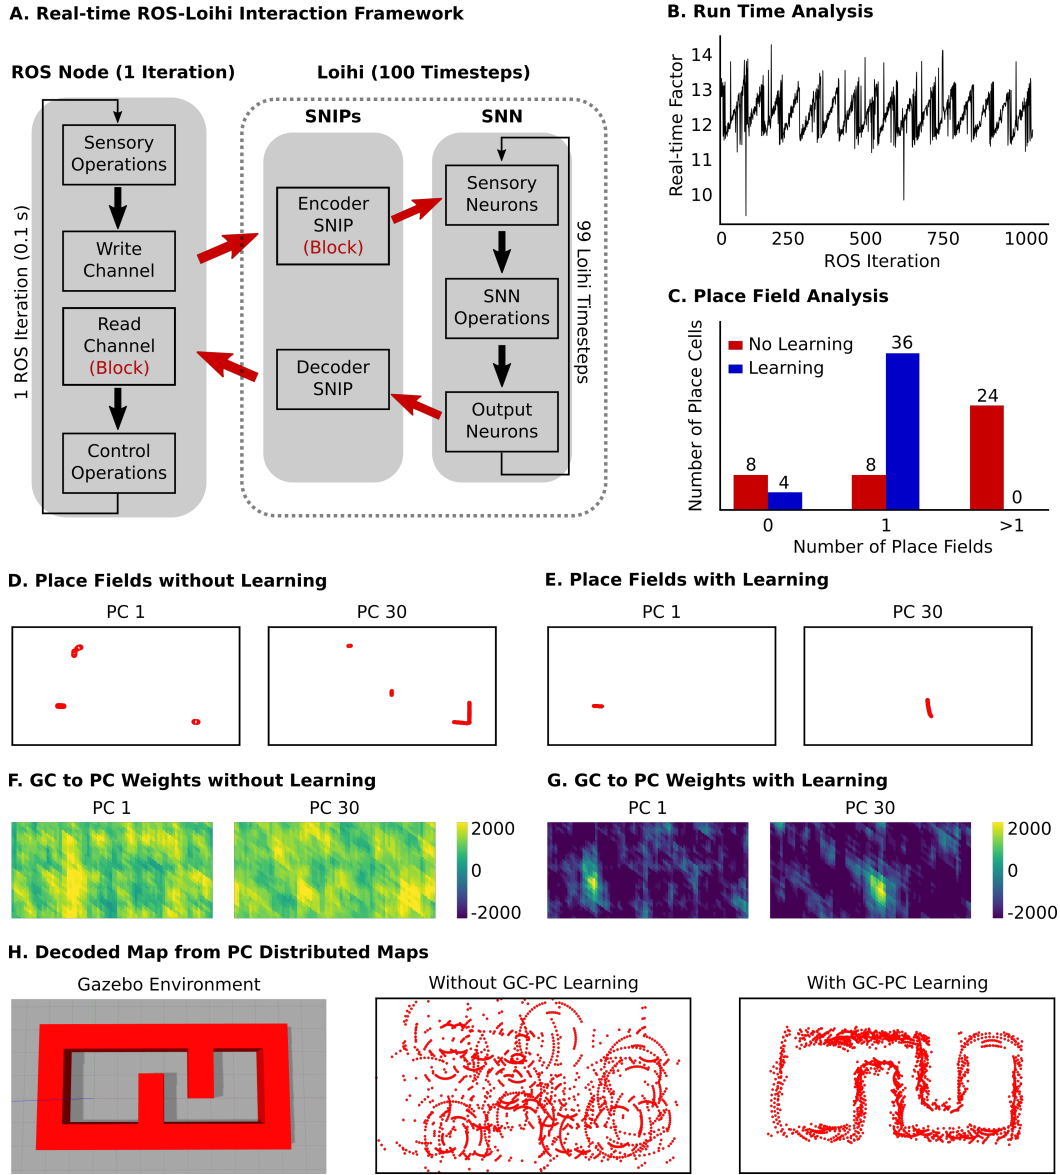 A. Real-time ROS-Loihi Interaction Framework
ROS Node (1 Iteration)
Loihi (100 Timesteps)
SNIPs
SNN
1 ROS Iteration (0.1 s)
Sensory
Operations
Write
Channel
Read
Channel
(Block)
Control
Operations
Encoder
SNIP
(Block)
Decoder
SNIP
Sensory
Neurons
SNN
Operations
Output
Neurons
99 Loihi Timesteps
B. Run Time Analysis
Real-time Factor
14
13
12
11
10
0 250 500 750 1000
ROS Iteration
C. Place Field Analysis
Number of Place Cells
No Learning
Learning
8 4 8 36 24 0
0 1 >1
Number of Place Fields
D. Place Fields without Learning
PC 1 PC 30
E. Place Fields with Learning
PC 1 PC 30
F. GC to PC Weights without Learning
PC 1 PC 30
2000
0
-2000
G. GC to PC Weights with Learning
PC 1 PC 30
2000
0
-2000
H. Decoded Map from PC Distributed Maps
Gazebo Environment
Without GC-PC Learning
With GC-PC Learning